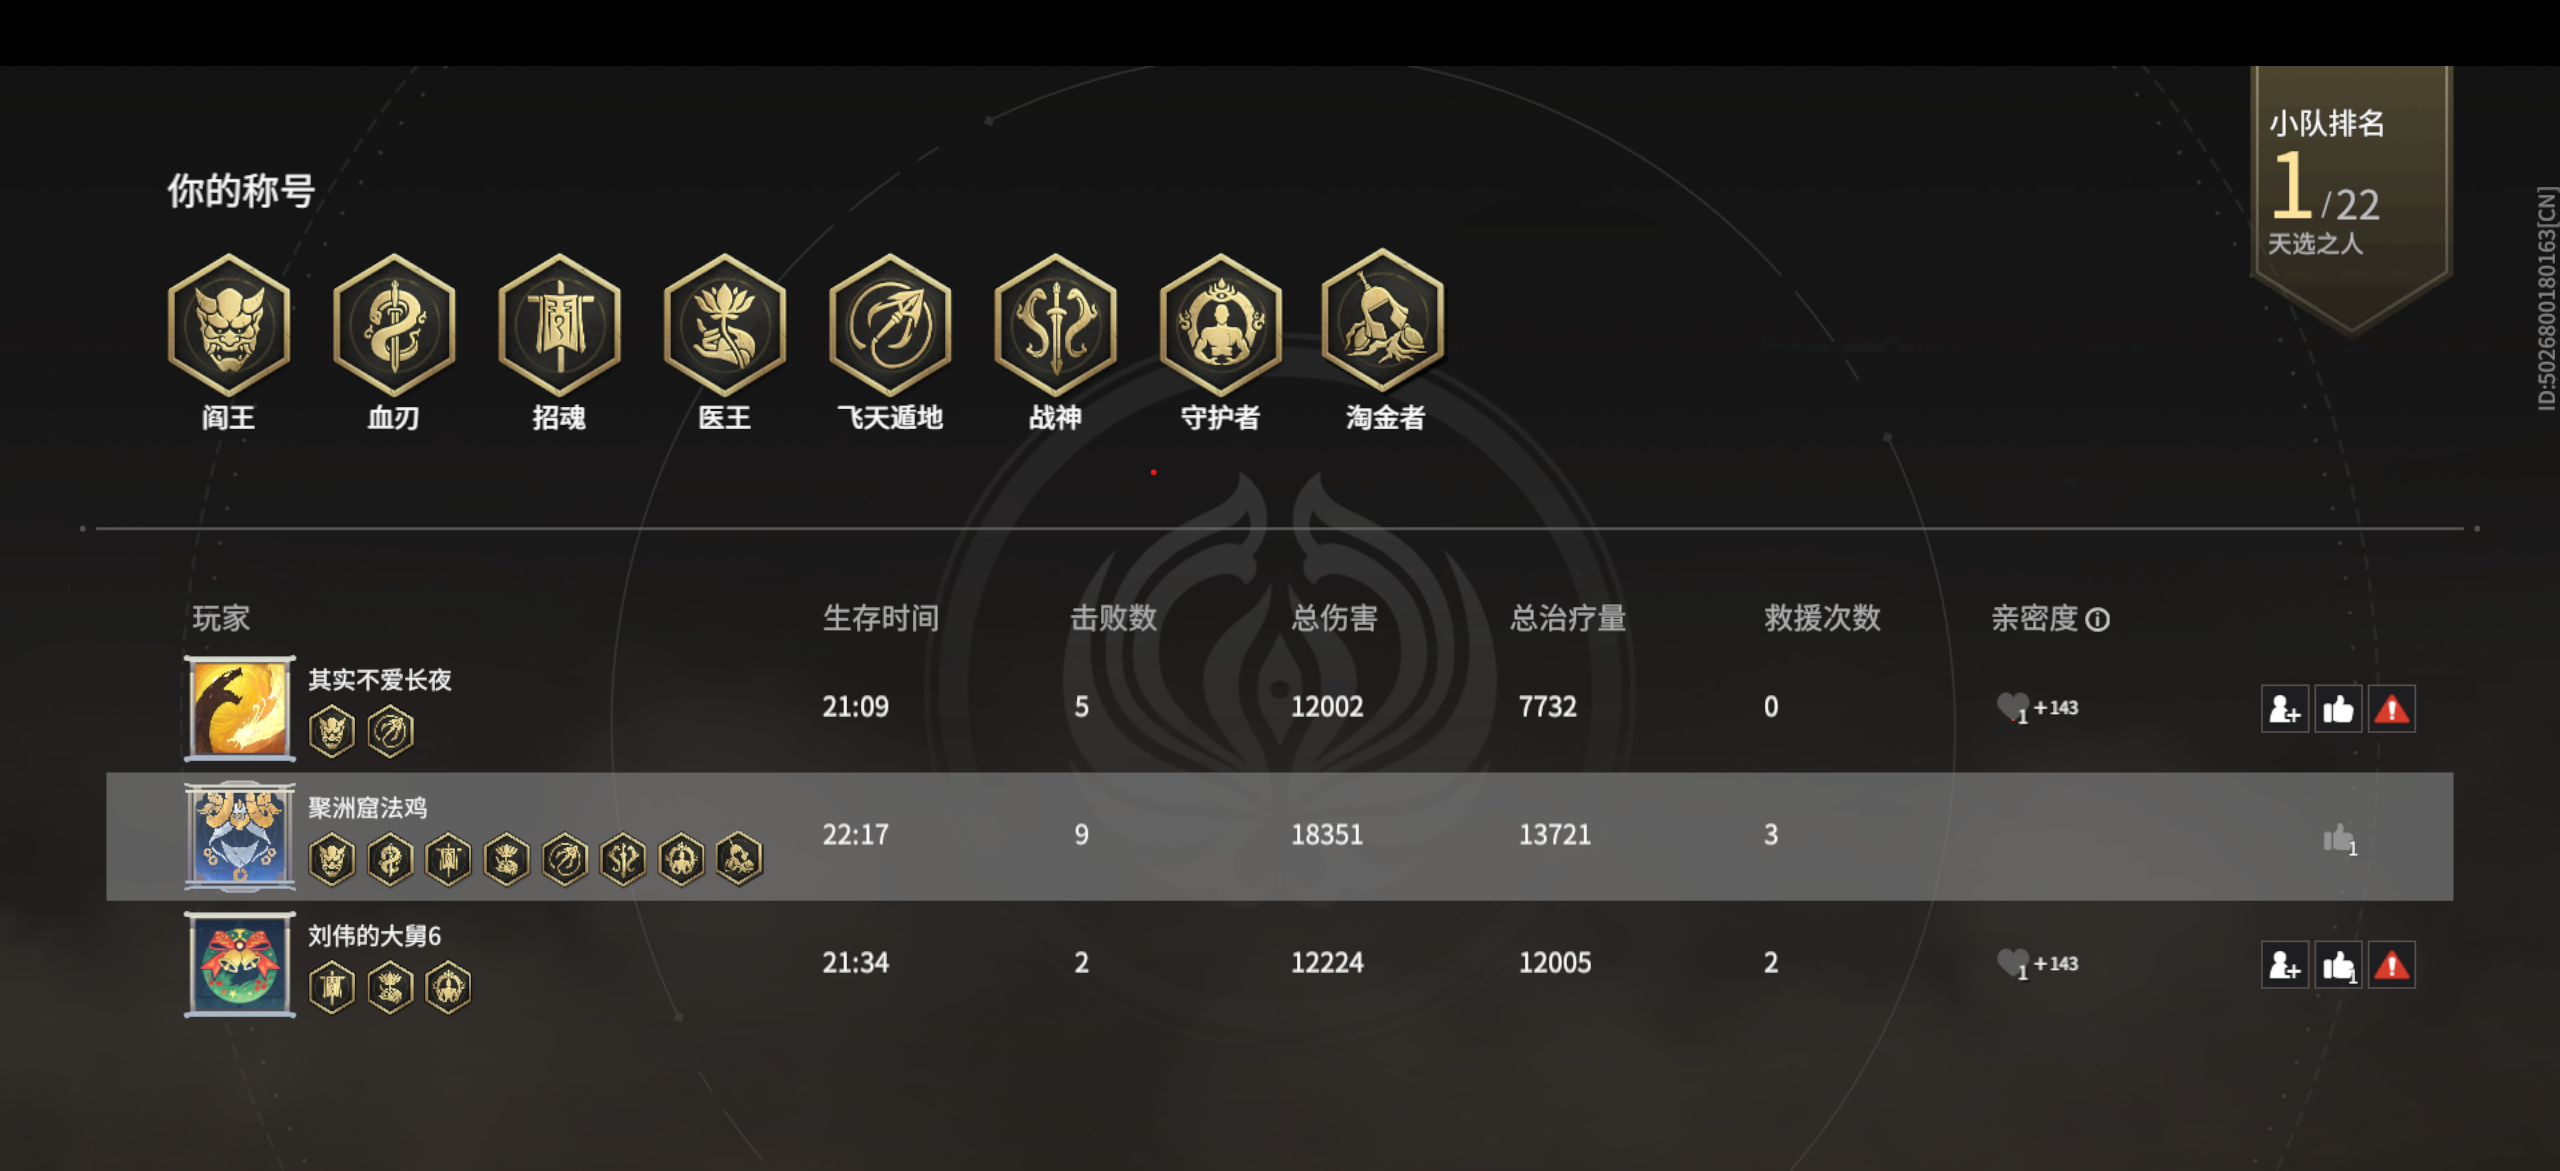 小队排名
1/22
天选之人
你的称号
阎王 血刃 招魂 医王 飞天遁地 战神 守护者 淘金者
玩家 生存时间 击败数 总伤害 总治疗量 救援次数 亲密度
其实不爱长夜
21:09 5 12002 7732 0 1 +143
聚洲窟法鸡
22:17 9 18351 13721 3 1
刘伟的大舅6
21:34 2 12224 12005 2 1 +143 1
ID:5026800180163[CN]